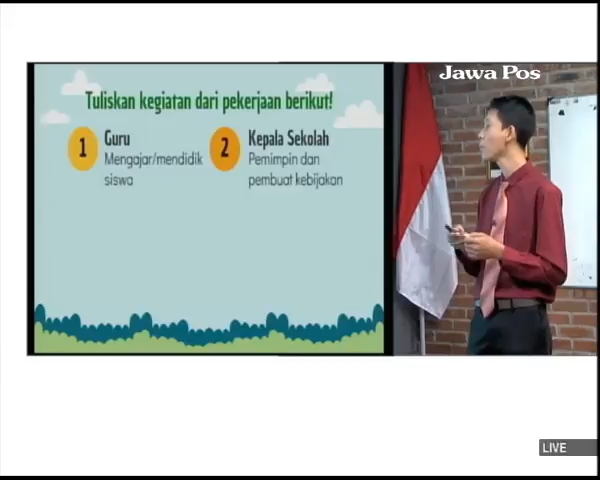 Jawa Pos
Tuliskan kegiatan dari pekerjaan berikut!
1
Guru
Mengajar/mendidik
siswa
2
Kepala Sekolah
Pemimpin dan
pembuat kebijakan
LIVE